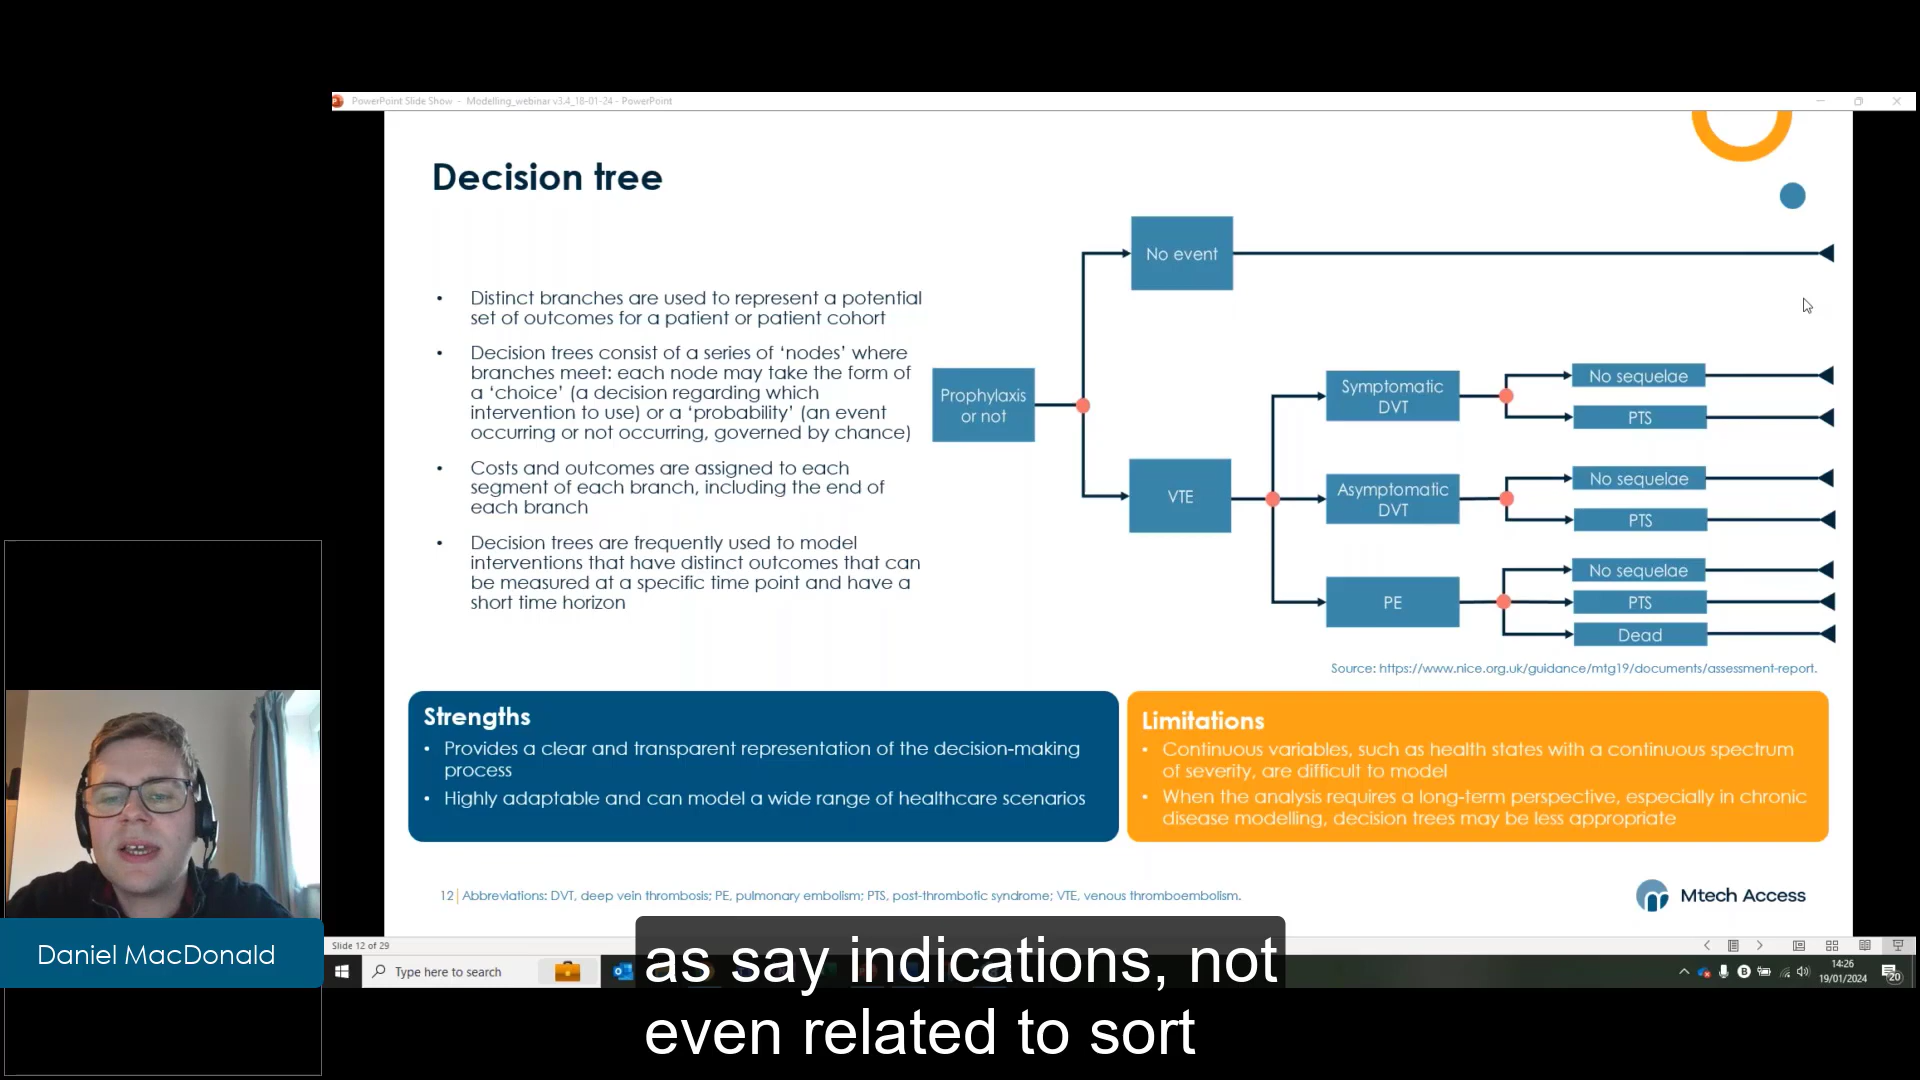 PowerPoint Slide Show - Modelling_webinar v3.4_18-01-24 - PowerPoint
Decision tree
• Distinct branches are used to represent a potential
set of outcomes for a patient or patient cohort
• Decision trees consist of a series of ‘nodes’ where
branches meet: each node may take the form of
a ‘choice’ (a decision regarding which
intervention to use) or a ‘probability’ (an event
occurring or not occurring, governed by chance)
• Costs and outcomes are assigned to each
segment of each branch, including the end of
each branch
• Decision trees are frequently used to model
interventions that have distinct outcomes that can
be measured at a specific time point and have a
short time horizon
Prophylaxis
or not
No event
VTE
Symptomatic
DVT
No sequelae
PTS
Asymptomatic
DVT
No sequelae
PTS
PE
No sequelae
PTS
Dead
Source: https://www.nice.org.uk/guidance/mtg19/documents/assessment-report.
Strengths
• Provides a clear and transparent representation of the decision-making
process
• Highly adaptable and can model a wide range of healthcare scenarios
Limitations
• Continuous variables, such as health states with a continuous spectrum
of severity, are difficult to model
• When the analysis requires a long-term perspective, especially in chronic
disease modelling, decision trees may be less appropriate
12 Abbreviations: DVT, deep vein thrombosis; PE, pulmonary embolism; PTS, post-thrombotic syndrome; VTE, venous thromboembolism.
Mtech Access
Daniel MacDonald
Slide 12 of 29
Type here to search
14:26
19/01/2024
20
as say indications, not
even related to sort